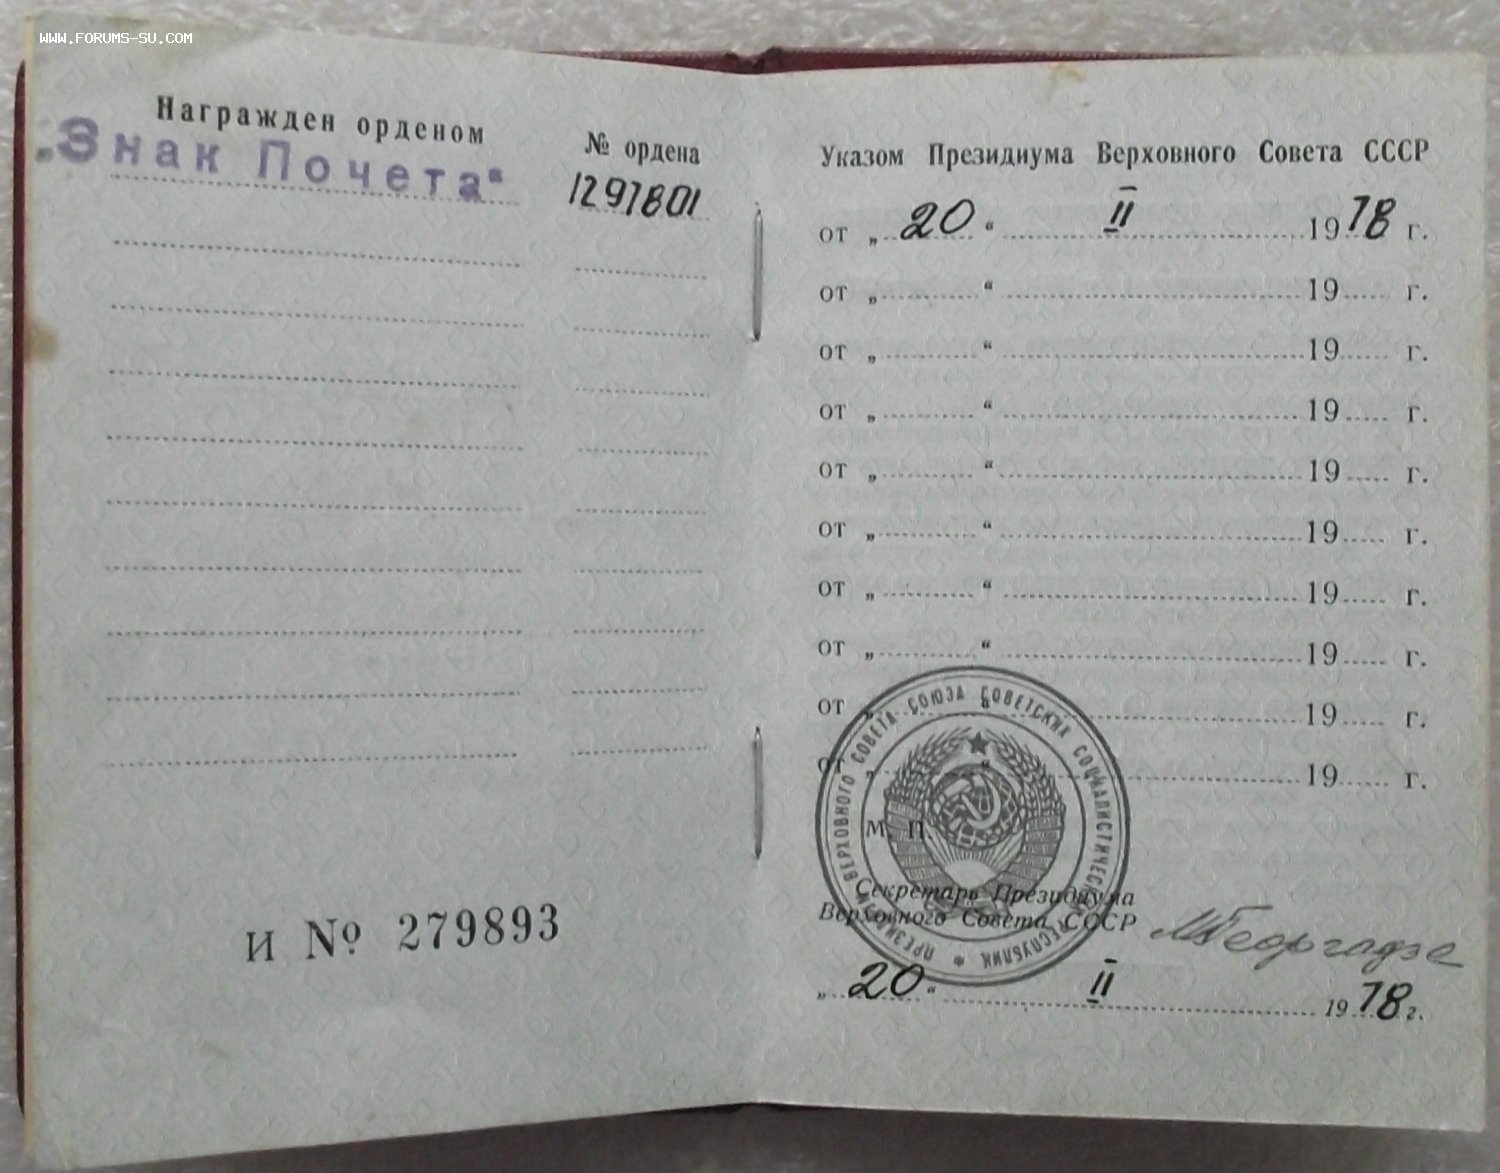 WWW.FORUMS-SU.COM
Награжден орденом
„Знак Почета“
№ ордена
1297801
И № 279893
Указом Президиума Верховного Совета СССР
от „20“ II 1978 г.
от „ “ 19 г.
от „ “ 19 г.
от „ “ 19 г.
от „ “ 19 г.
от „ “ 19 г.
от „ “ 19 г.
от „ “ 19 г.
от „ “ 19 г.
от „ “ 19 г.
ПРЕЗИДИУМ ВЕРХОВНОГО СОВЕТА СОЮЗА СОВЕТСКИХ СОЦИАЛИСТИЧЕСКИХ РЕСПУБЛИК
М. П.
Секретарь Президиума
Верховного Совета СССР
МГеоргадзе
„20“ II 1978 г.